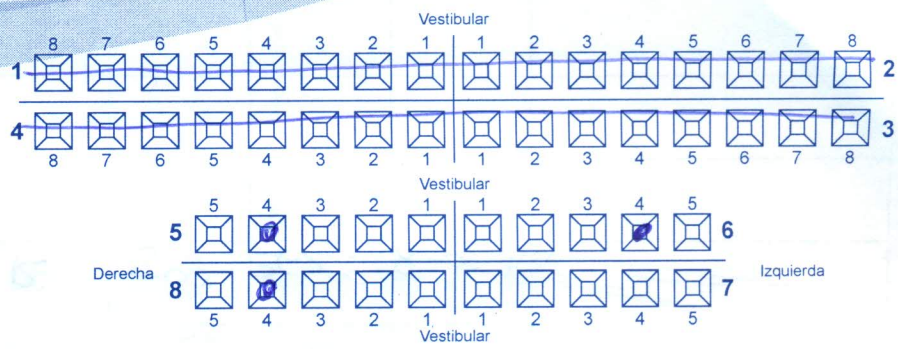 Vestibular
8 7 6 5 4 3 2 1 1 2 3 4 5 6 7 8
1 2
4 3
8 7 6 5 4 3 2 1 1 2 3 4 5 6 7 8
Vestibular
5 4 3 2 1 1 2 3 4 5
5 6
Derecha Izquierda
8 7
5 4 3 2 1 1 2 3 4 5
Vestibular